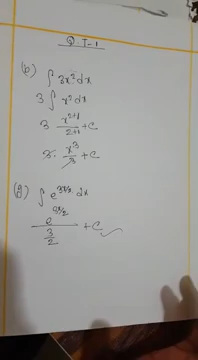 Q.I-1
(b) ∫ 3x² dx
3 ∫ x² dx
3 x²⁺¹/2+1 + C
3. x³/3 + C
(g) ∫ e^{3x/2} dx
e^{3x/2}/(3/2) + C